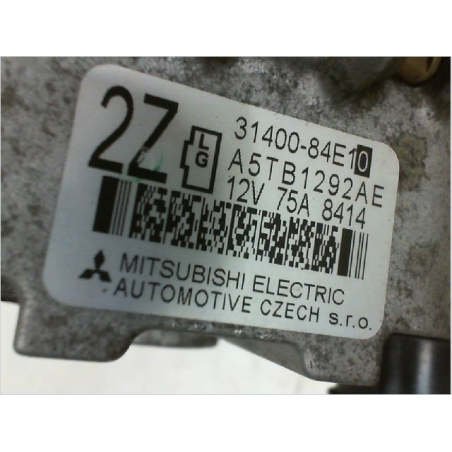 2Z
L
G
31400-84E10
A5TB1292AE
12V 75A 8414
MITSUBISHI ELECTRIC
AUTOMOTIVE CZECH s.r.o.